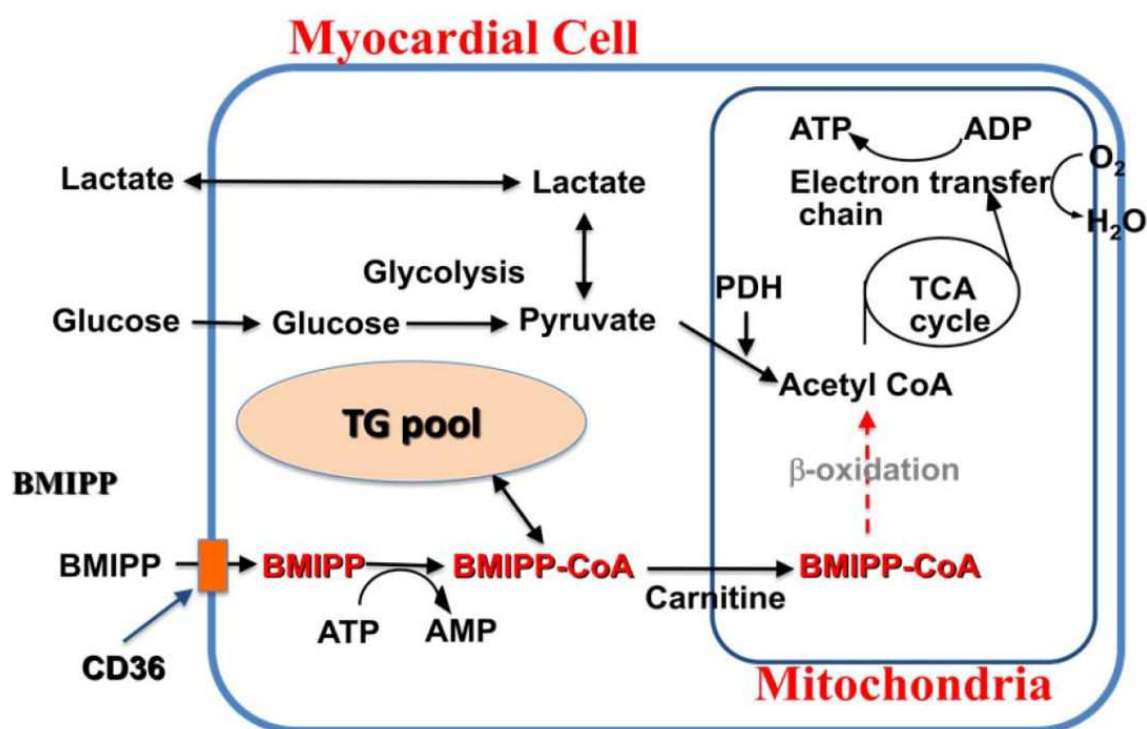 Myocardial Cell
ATP ADP
Lactate Lactate
Electron transfer
chain
O₂
H₂O
Glycolysis
PDH
TCA
cycle
Glucose Glucose Pyruvate
Acetyl CoA
TG pool
β-oxidation
BMIPP
BMIPP BMIPP BMIPP-CoA BMIPP-CoA
Carnitine
ATP AMP
CD36
Mitochondria